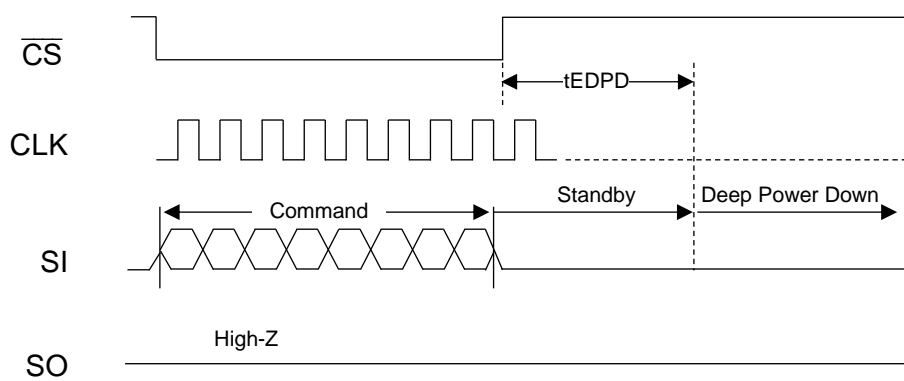 CS
tEDPD
CLK
Standby
Deep Power Down
Command
SI
High-Z
SO